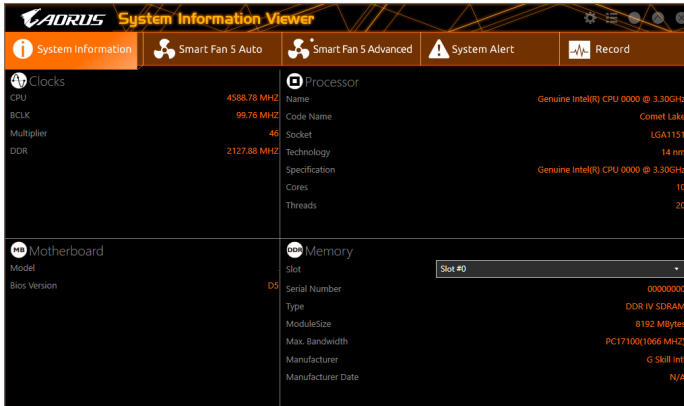 AORUS System Information Viewer
System Information
Smart Fan 5 Auto
Smart Fan 5 Advanced
System Alert
Record
Clocks
CPU 4588.78 MHZ
BCLK 99.76 MHZ
Multiplier 46
DDR 2127.88 MHZ
Processor
Name Genuine Intel(R) CPU 0000 @ 3.30GHz
Code Name Comet Lake
Socket LGA1151
Technology 14 nm
Specification Genuine Intel(R) CPU 0000 @ 3.30GHz
Cores 10
Threads 20
MB Motherboard
Model
Bios Version D5
DDR Memory
Slot Slot #0
Serial Number 00000000
Type DDR IV SDRAM
ModuleSize 8192 MBytes
Max. Bandwidth PC17100(1066 MHZ)
Manufacturer G Skill Intl
Manufacturer Date N/A